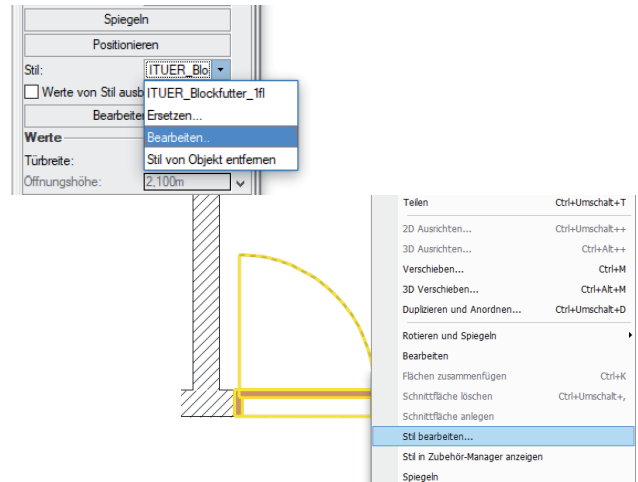 Spiegeln
Positionieren
Stil: ITUER_Blo
Werte von Stil ausb
ITUER_Blockfutter_1fl
Bearbeiten
Ersetzen...
Werte
Bearbeiten..
Türbreite:
Stil von Objekt entfernen
Öffnungshöhe: 2,100m
Teilen Ctrl+Umschalt+T
2D Ausrichten... Ctrl+Umschalt++
3D Ausrichten... Ctrl+Alt++
Verschieben... Ctrl+M
3D Verschieben... Ctrl+Alt+M
Duplizieren und Anordnen... Ctrl+Umschalt+D
Rotieren und Spiegeln
Bearbeiten
Flächen zusammenfügen Ctrl+K
Schnittfläche löschen Ctrl+Umschalt+,
Schnittfläche anlegen
Stil bearbeiten...
Stil in Zubehör-Manager anzeigen
Spiegeln